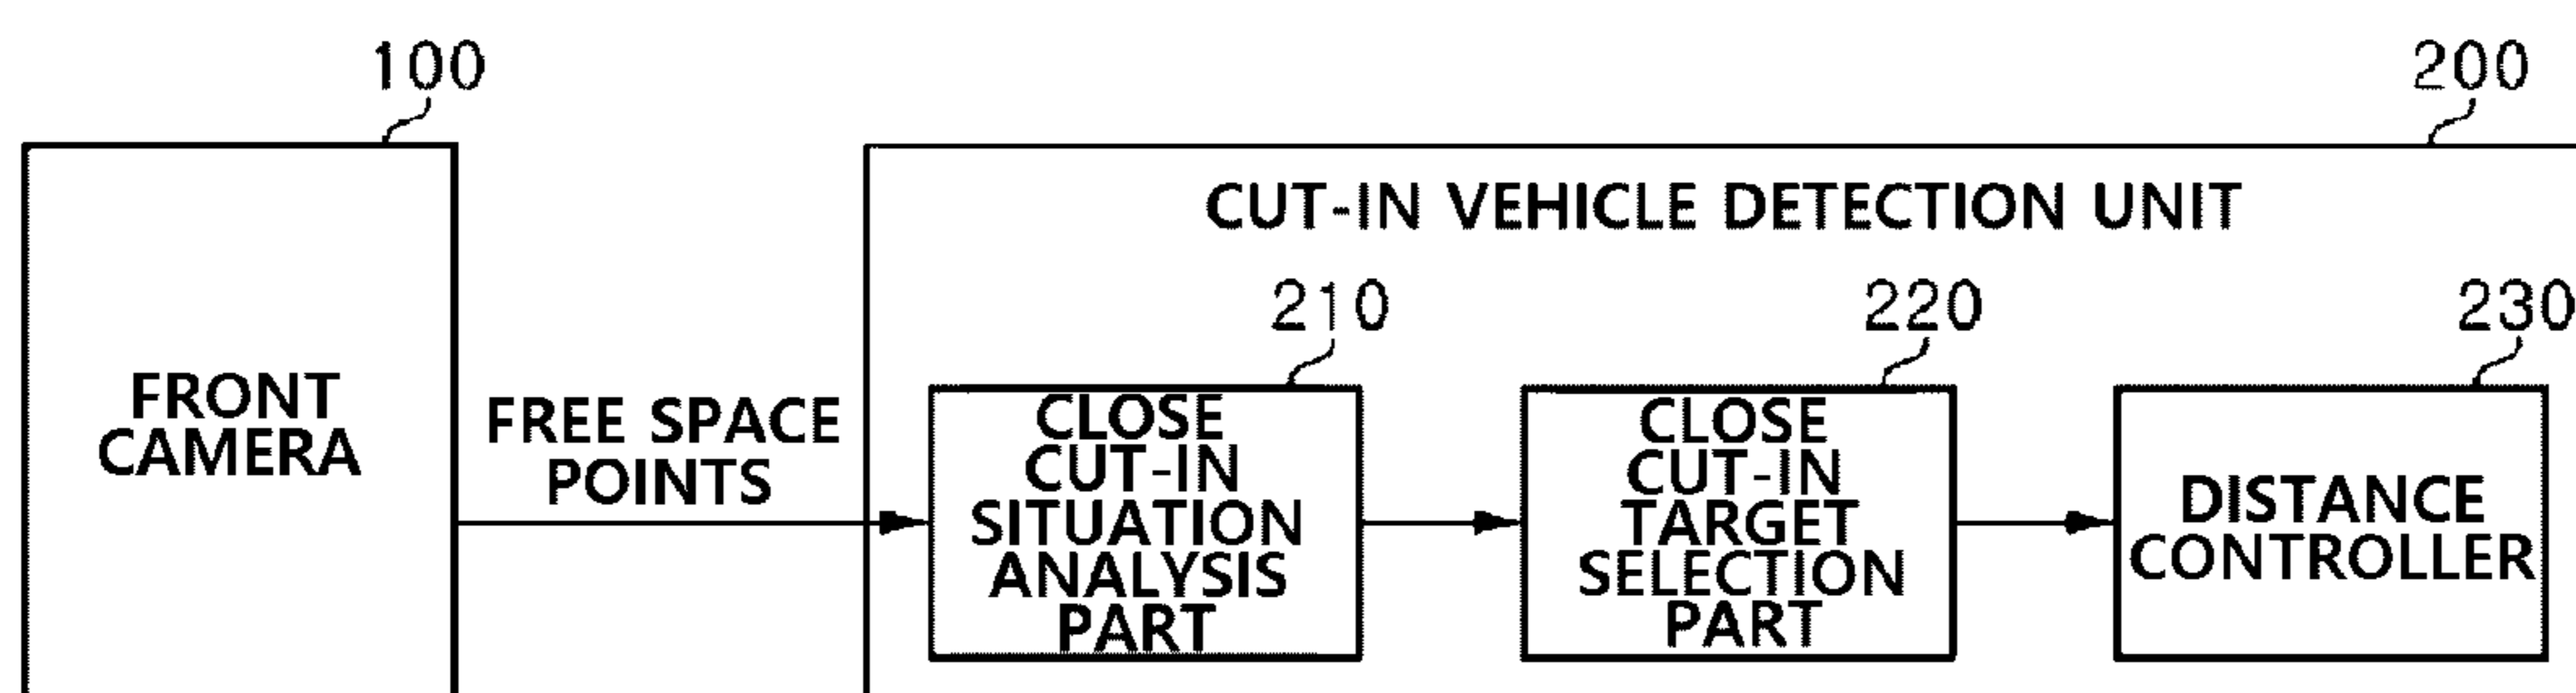 100
200
CUT-IN VEHICLE DETECTION UNIT
210
220
230
FRONT
CAMERA
FREE SPACE
POINTS
CLOSE
CUT-IN
SITUATION
ANALYSIS
PART
CLOSE
CUT-IN
TARGET
SELECTION
PART
DISTANCE
CONTROLLER